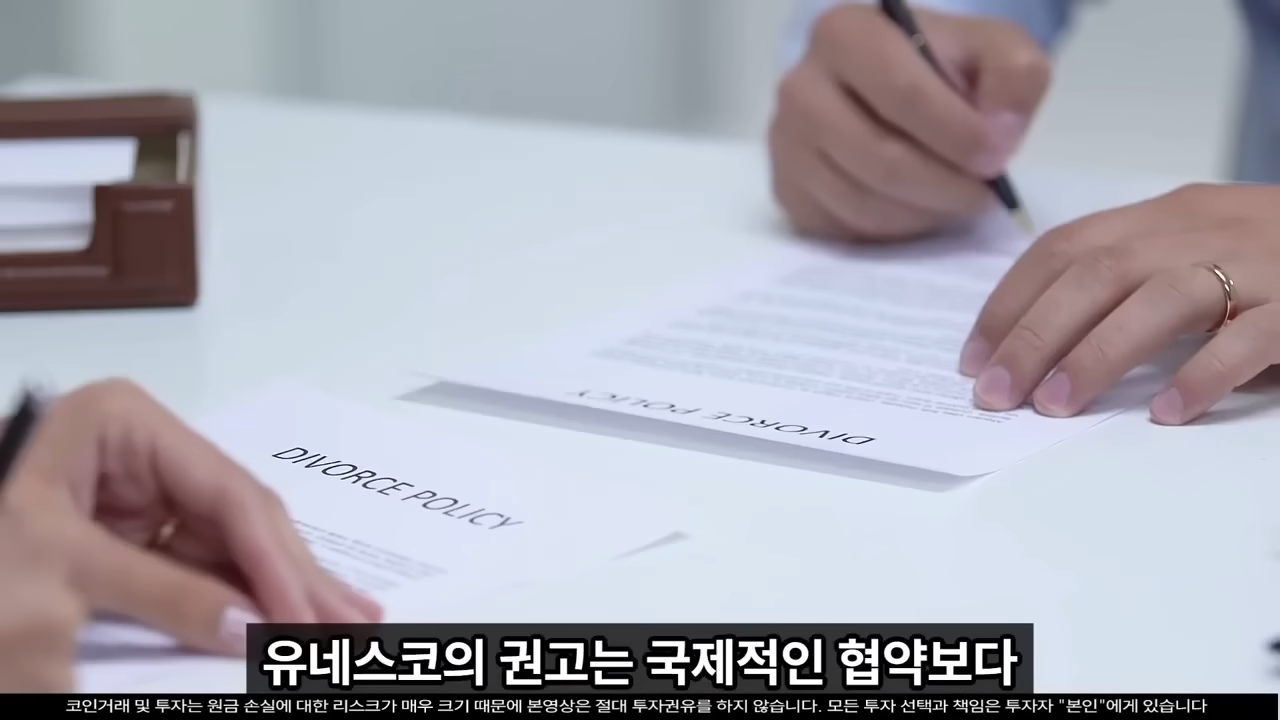 DIVORCE POLICY
DIVORCE POLICY
유네스코의 권고는 국제적인 협약보다
코인거래 및 투자는 원금 손실에 대한 리스크가 매우 크기 때문에 본영상은 절대 투자권유를 하지 않습니다. 모든 투자 선택과 책임은 투자자 "본인"에게 있습니다